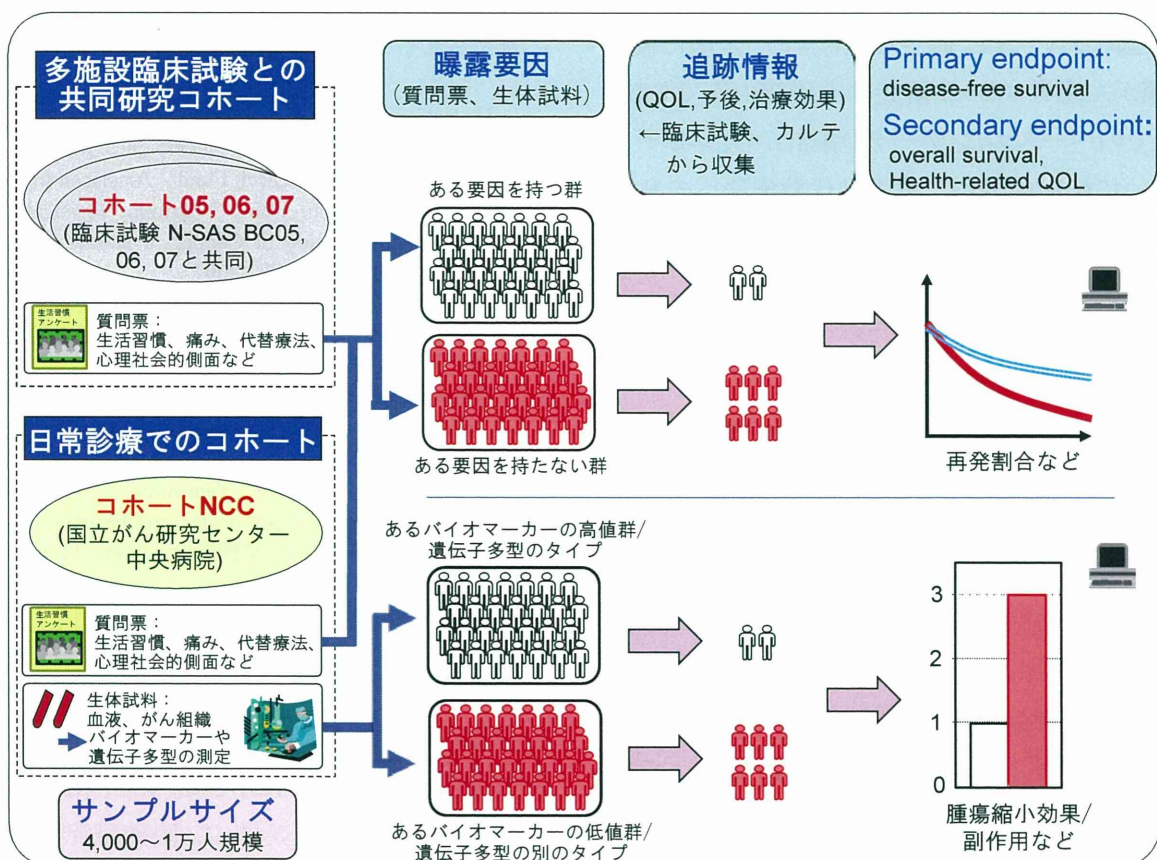 多施設臨床試験との
共同研究コホート
コホート05, 06, 07
(臨床試験 N-SAS BC05,
06, 07と共同)
生活習慣
アンケート
質問票：
生活習慣、痛み、代替療法、
心理社会的側面など
日常診療でのコホート
コホートNCC
(国立がん研究センター
中央病院)
生活習慣
アンケート
質問票：
生活習慣、痛み、代替療法、
心理社会的側面など
生体試料：
血液、がん組織
バイオマーカーや
遺伝子多型の測定
サンプルサイズ
4,000～1万人規模
曝露要因
(質問票、生体試料)
ある要因を持つ群
ある要因を持たない群
あるバイオマーカーの高値群/
遺伝子多型のタイプ
あるバイオマーカーの低値群/
遺伝子多型の別のタイプ
追跡情報
(QOL,予後,治療効果)
←臨床試験、カルテ
から収集
Primary endpoint:
disease-free survival
Secondary endpoint:
overall survival,
Health-related QOL
再発割合など
3
2
1
0
腫瘍縮小効果/
副作用など